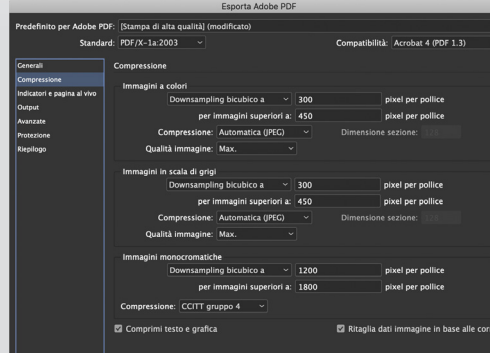 Esporta Adobe PDF
Predefinito per Adobe PDF: [Stampa di alta qualità] (modificato)
Standard: PDF/X-1a:2003 Compatibilità: Acrobat 4 (PDF 1.3)
Generali
Compressione
Indicatori e pagina al vivo
Output
Avanzate
Protezione
Riepilogo
Compressione
Immagini a colori
Downsampling bicubico a 300 pixel per pollice
per immagini superiori a: 450 pixel per pollice
Compressione: Automatica (JPEG) Dimensione sezione: 128
Qualità immagine: Max.
Immagini in scala di grigi
Downsampling bicubico a 300 pixel per pollice
per immagini superiori a: 450 pixel per pollice
Compressione: Automatica (JPEG) Dimensione sezione: 128
Qualità immagine: Max.
Immagini monocromatiche
Downsampling bicubico a 1200 pixel per pollice
per immagini superiori a: 1800 pixel per pollice
Compressione: CCITT gruppo 4
Comprimi testo e grafica Ritaglia dati immagine in base alle cor